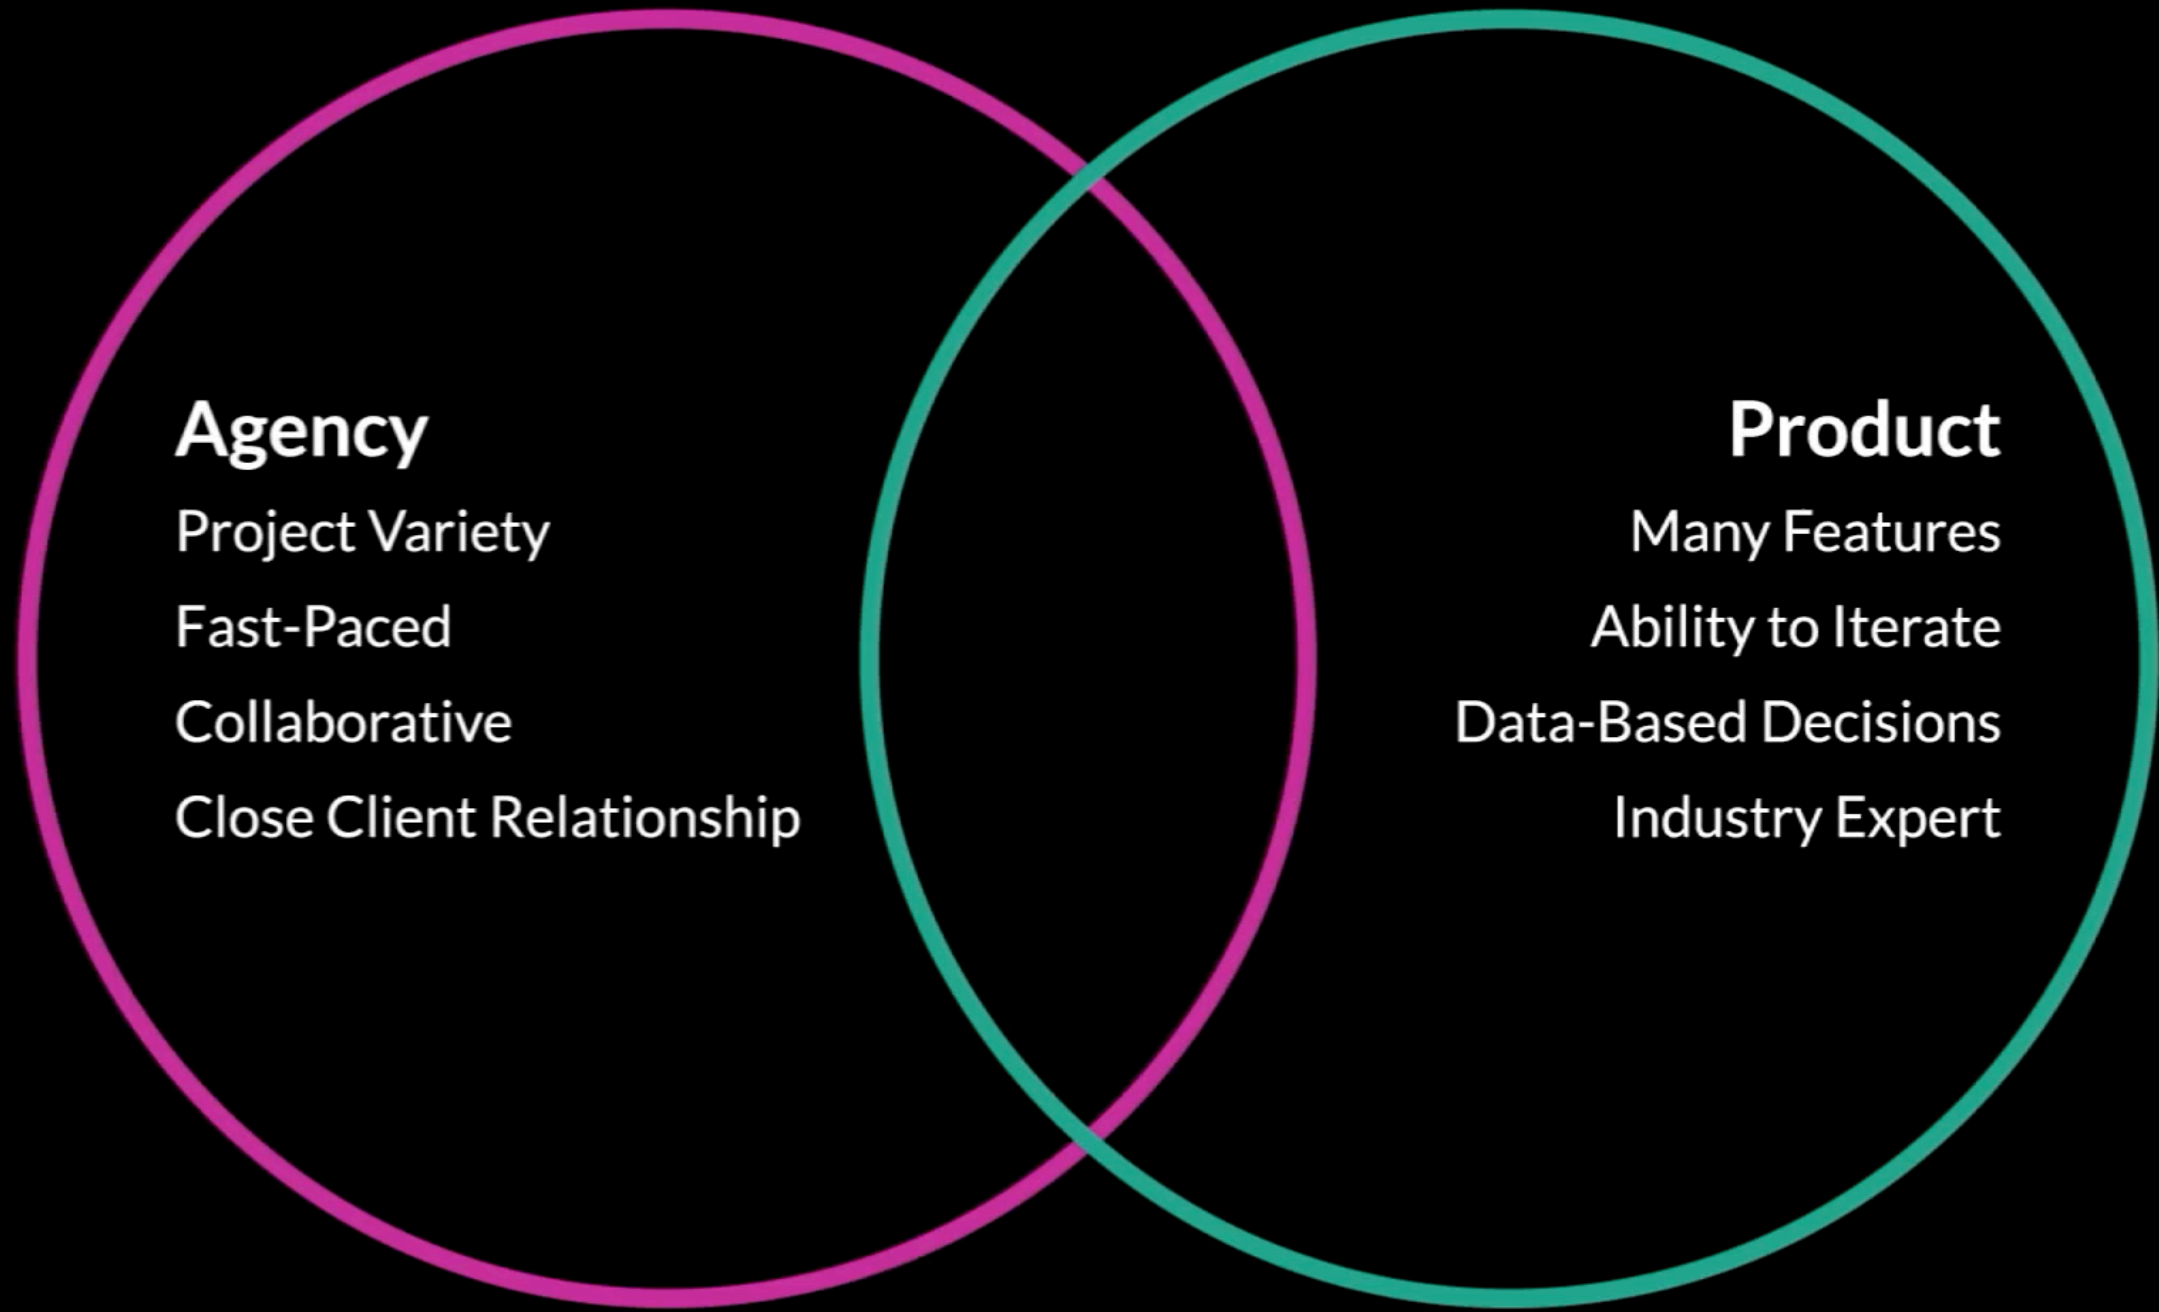 Agency
Project Variety
Fast-Paced
Collaborative
Close Client Relationship
Product
Many Features
Ability to Iterate
Data-Based Decisions
Industry Expert